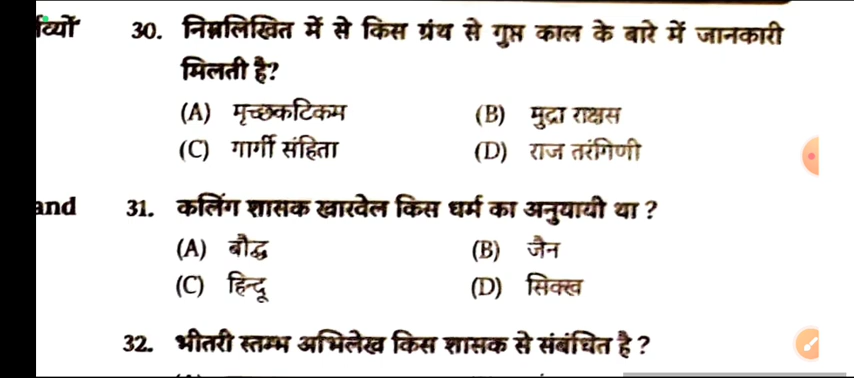 30. निम्नलिखित में से किस ग्रंथ से गुप्त काल के बारे में जानकारी
मिलती है?
(A) मृच्छकटिकम (B) मुद्रा राक्षस
(C) गार्गी संहिता (D) राज तरंगिणी
and 31. कलिंग शासक खारवेल किस धर्म का अनुयायी था ?
(A) बौद्ध (B) जैन
(C) हिन्दू (D) सिक्ख
32. भीतरी स्तम्भ अभिलेख किस शासक से संबंधित है ?